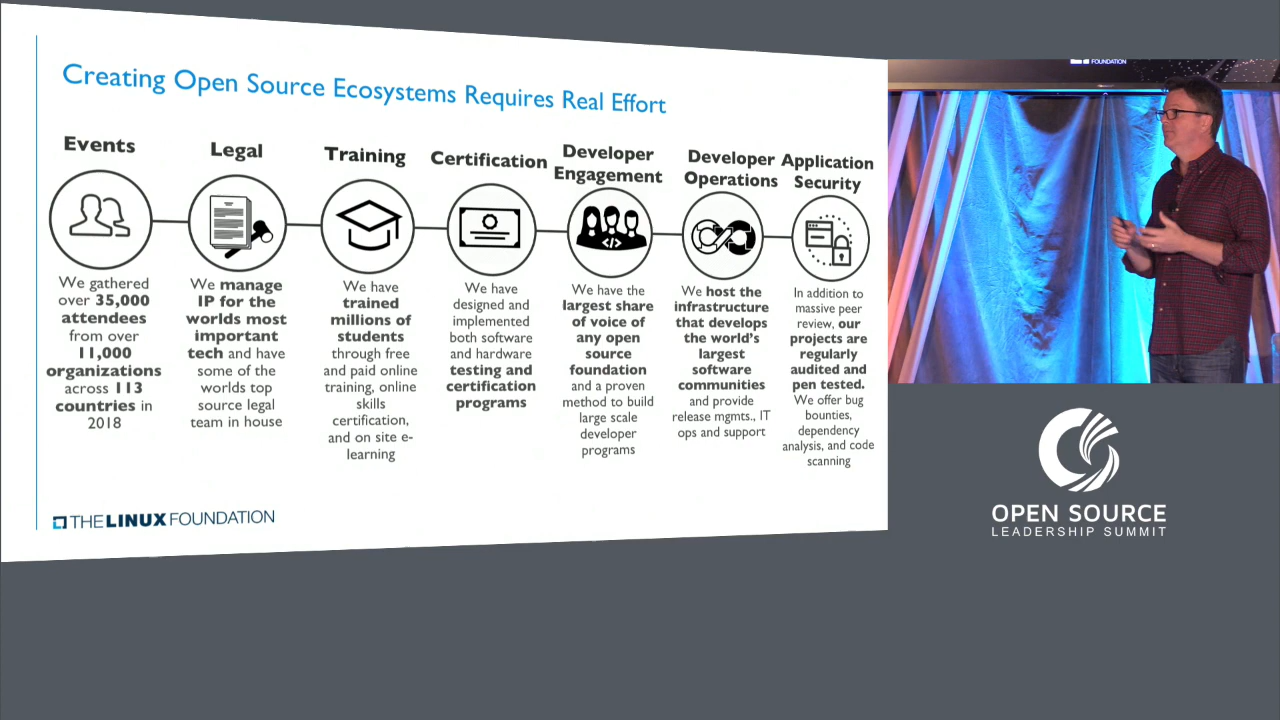 Creating Open Source Ecosystems Requires Real Effort
Events
We gathered
over 35,000
attendees
from over
11,000
organizations
across 113
countries in
2018
Legal
We manage
IP for the
worlds most
important
tech and have
some of the
worlds top
source legal
team in house
Training
We have
trained
millions of
students
through free
and paid online
training, online
skills
certification,
and on site e-
learning
Certification
We have
designed and
implemented
both software
and hardware
testing and
certification
programs
Developer
Engagement
</>
We have the
largest share
of voice of
any open
source
foundation
and a proven
method to build
large scale
developer
programs
Developer
Operations
We host the
infrastructure
that develops
the world's
largest
software
communities
and provide
release mgmts., IT
ops and support
Application
Security
In addition to
massive peer
review, our
projects are
regularly
audited and
pen tested.
We offer bug
bounties,
dependency
analysis, and code
scanning
THE LINUX FOUNDATION
FOUNDATION
OPEN SOURCE
LEADERSHIP SUMMIT